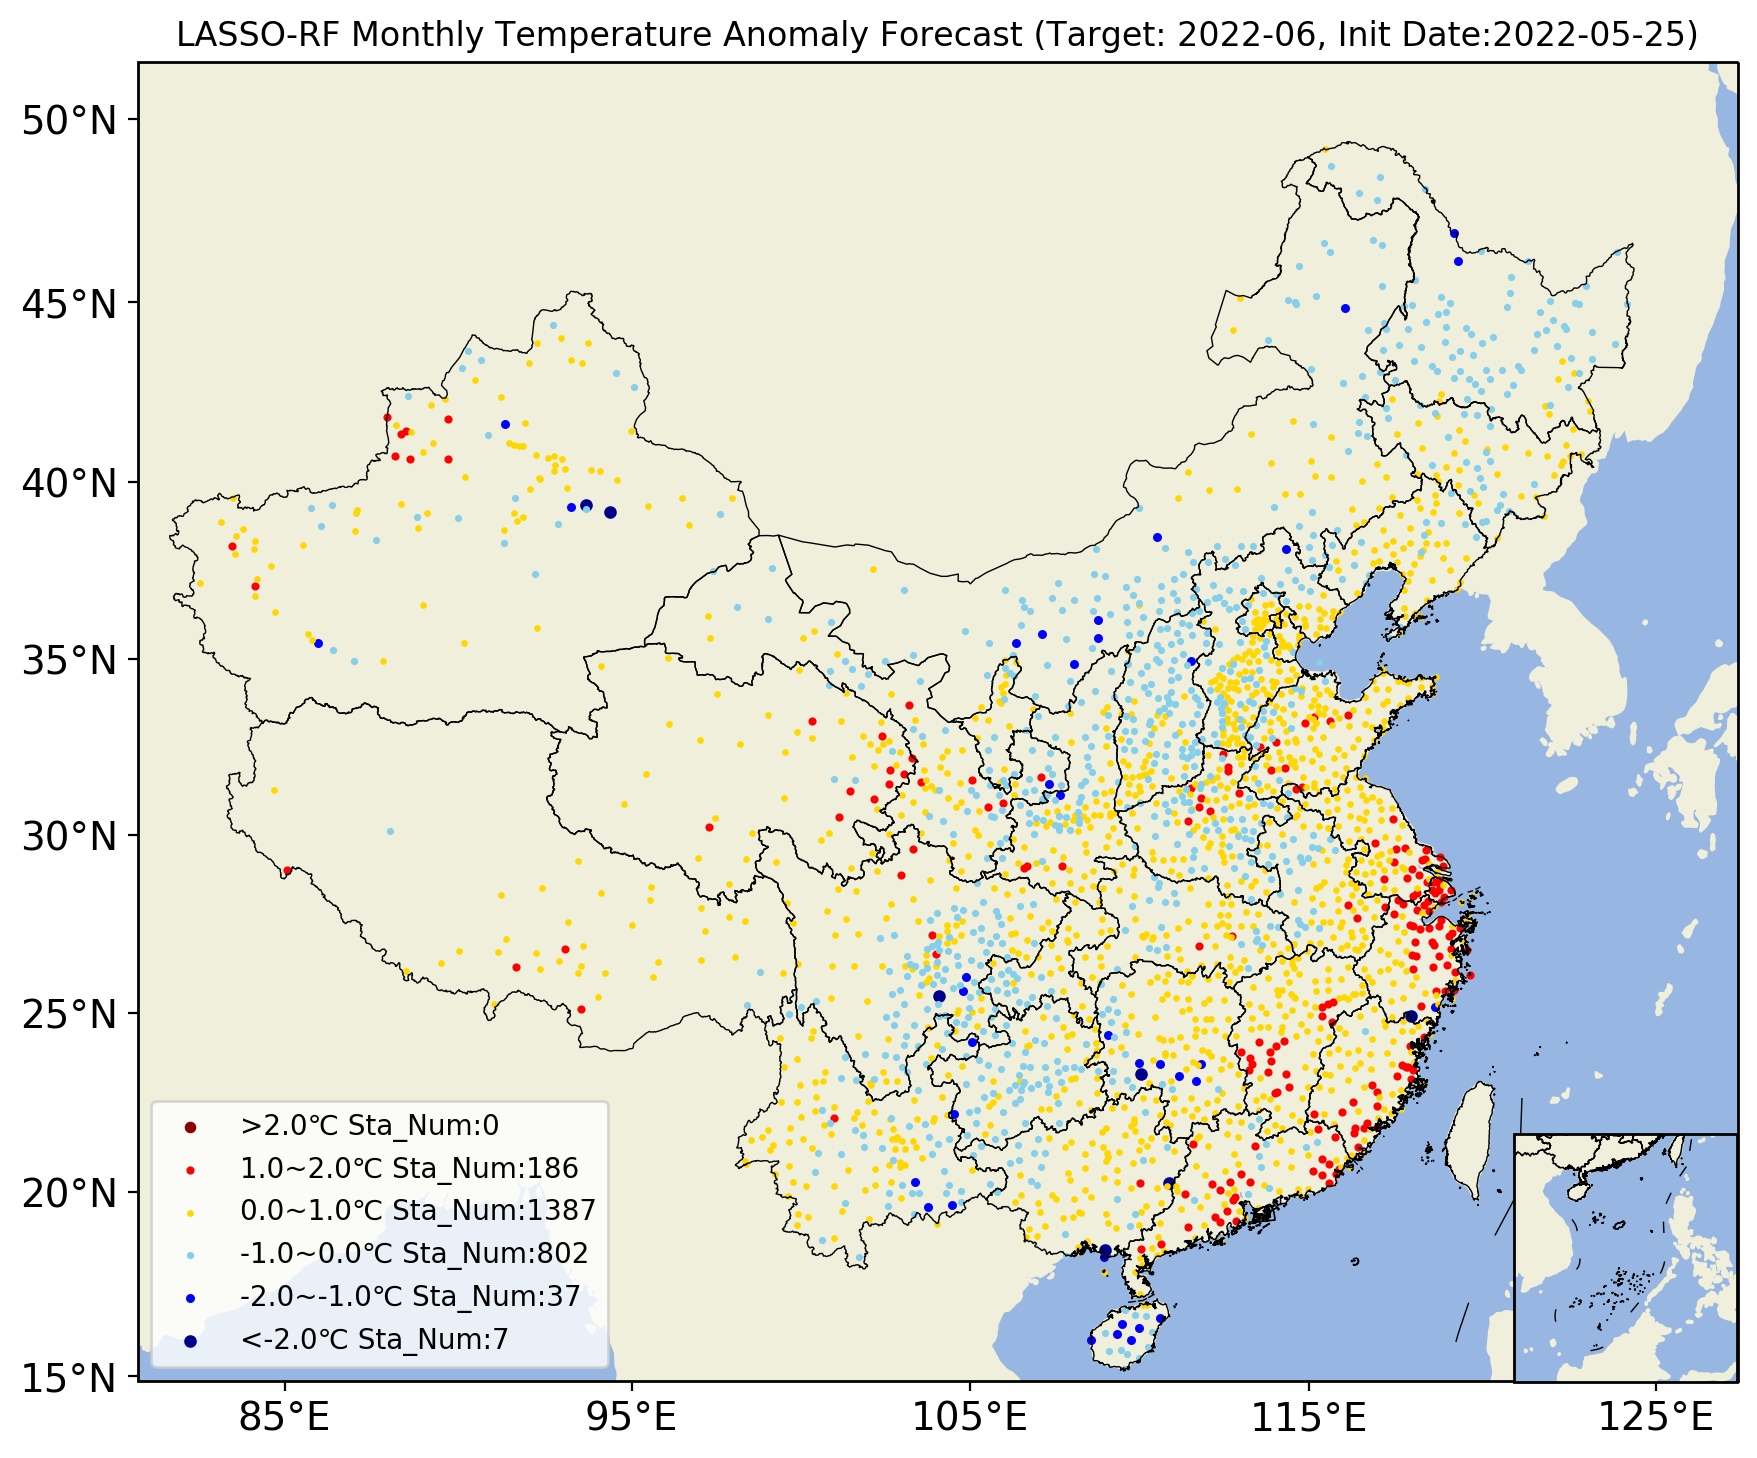 LASSO-RF Monthly Temperature Anomaly Forecast (Target: 2022-06, Init Date:2022-05-25)
50°N
45°N
40°N
35°N
30°N
25°N
20°N
15°N
>2.0℃ Sta_Num:0
1.0~2.0℃ Sta_Num:186
0.0~1.0℃ Sta_Num:1387
-1.0~0.0℃ Sta_Num:802
-2.0~-1.0℃ Sta_Num:37
<-2.0℃ Sta_Num:7
85°E
95°E
105°E
115°E
125°E